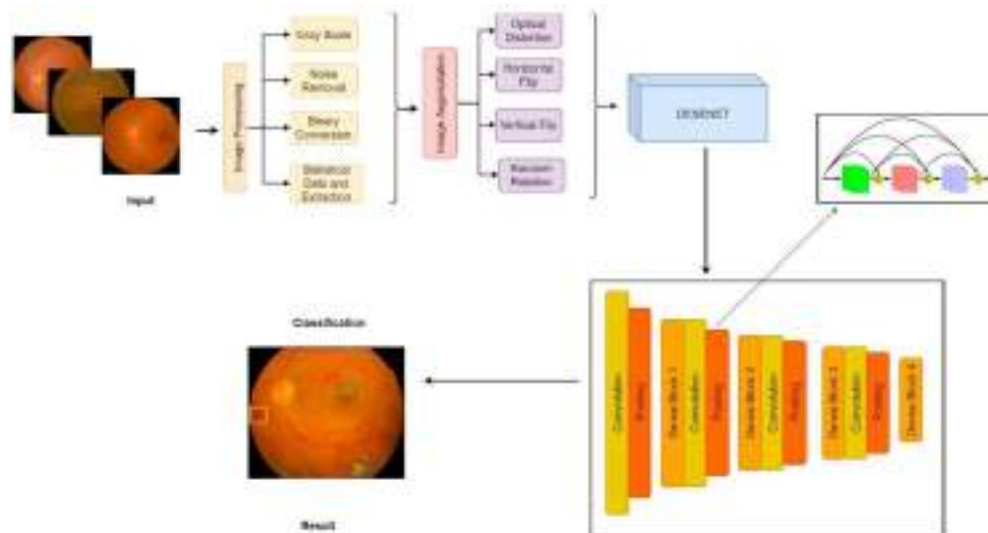 Input
Image Processing
Gray Scale
Noise
Removal
Binary
Conversion
Statistical
Data and
Extraction
Image Augmentation
Optical
Distortion
Horizontal
Flip
Vertical Flip
Random
Rotation
DENSENET
Convolution
Pooling
Dense Block 1
Convolution
Pooling
Dense Block 2
Convolution
Pooling
Dense Block 3
Convolution
Pooling
Dense Block 4
Classification
Result